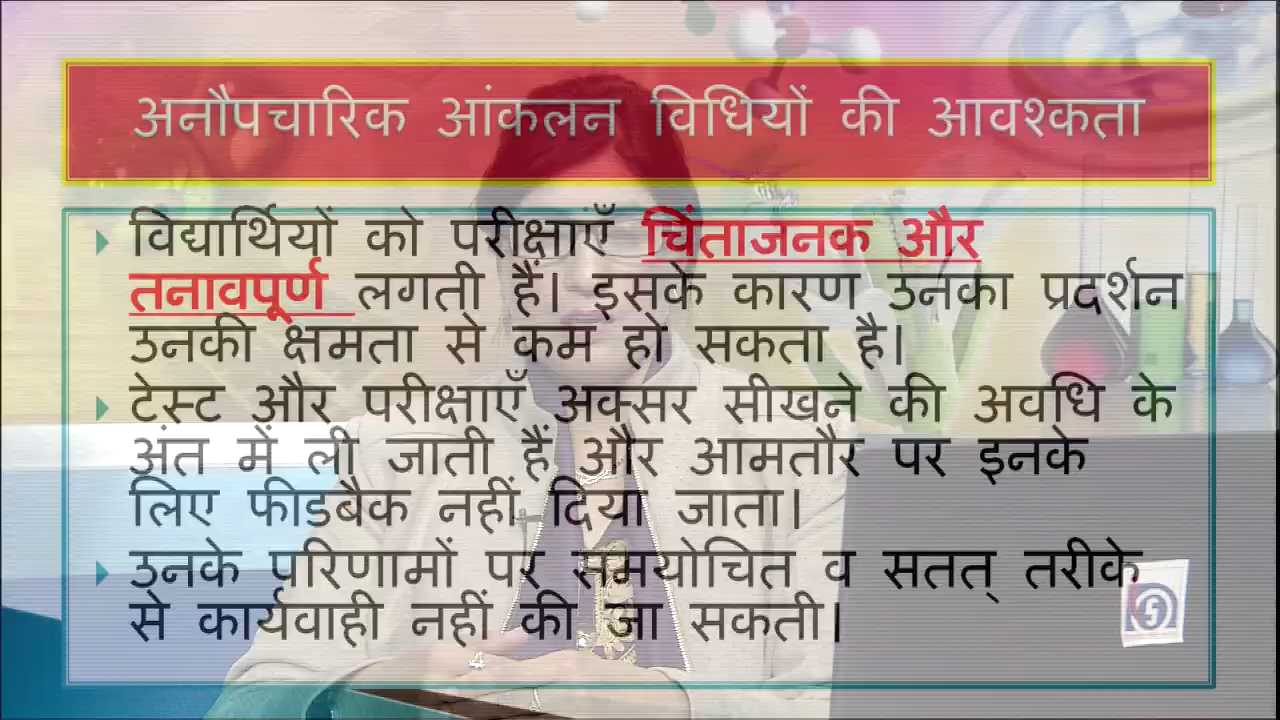 अनौपचारिक आंकलन विधियों की आवश्कता
विद्यार्थियों को परीक्षाएँ चिंताजनक और
तनावपूर्ण लगती हैं। इसके कारण उनका प्रदर्शन
उनकी क्षमता से कम हो सकता है।
टेस्ट और परीक्षाएँ अक्सर सीखने की अवधि के
अंत में ली जाती हैं और आमतौर पर इनके
लिए फीडबैक नहीं दिया जाता।
उनके परिणामों पर समयोचित व सतत् तरीके
से कार्यवाही नहीं की जा सकती।